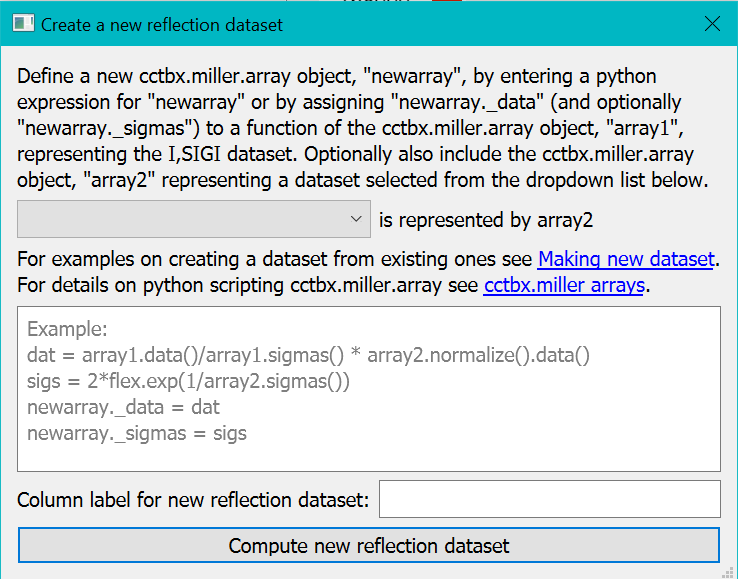 Create a new reflection dataset
Define a new cctbx.miller.array object, "newarray", by entering a python
expression for "newarray" or by assigning "newarray._data" (and optionally
"newarray._sigmas") to a function of the cctbx.miller.array object, "array1",
representing the I,SIGI dataset. Optionally also include the cctbx.miller.array
object, "array2" representing a dataset selected from the dropdown list below.
is represented by array2
For examples on creating a dataset from existing ones see Making new dataset.
For details on python scripting cctbx.miller.array see cctbx.miller arrays.
Example:
dat = array1.data()/array1.sigmas() * array2.normalize().data()
sigs = 2*flex.exp(1/array2.sigmas())
newarray._data = dat
newarray._sigmas = sigs
Column label for new reflection dataset:
Compute new reflection dataset